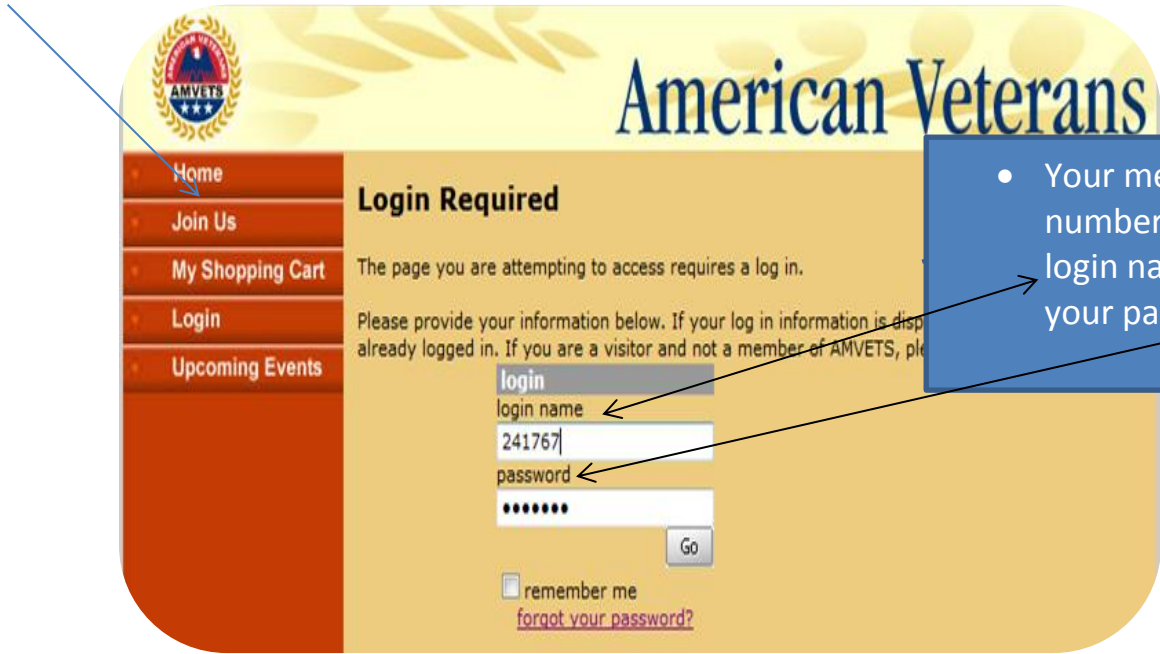 AMERICAN VETERANS
AMVETS
American Veterans
Home
Join Us
My Shopping Cart
Login
Upcoming Events
Login Required
The page you are attempting to access requires a log in.
Please provide your information below. If your log in information is disp
already logged in. If you are a visitor and not a member of AMVETS, ple
login
login name
241767
password
•••••••
Go
remember me
forgot your password?
• Your me
number
login na
your pa